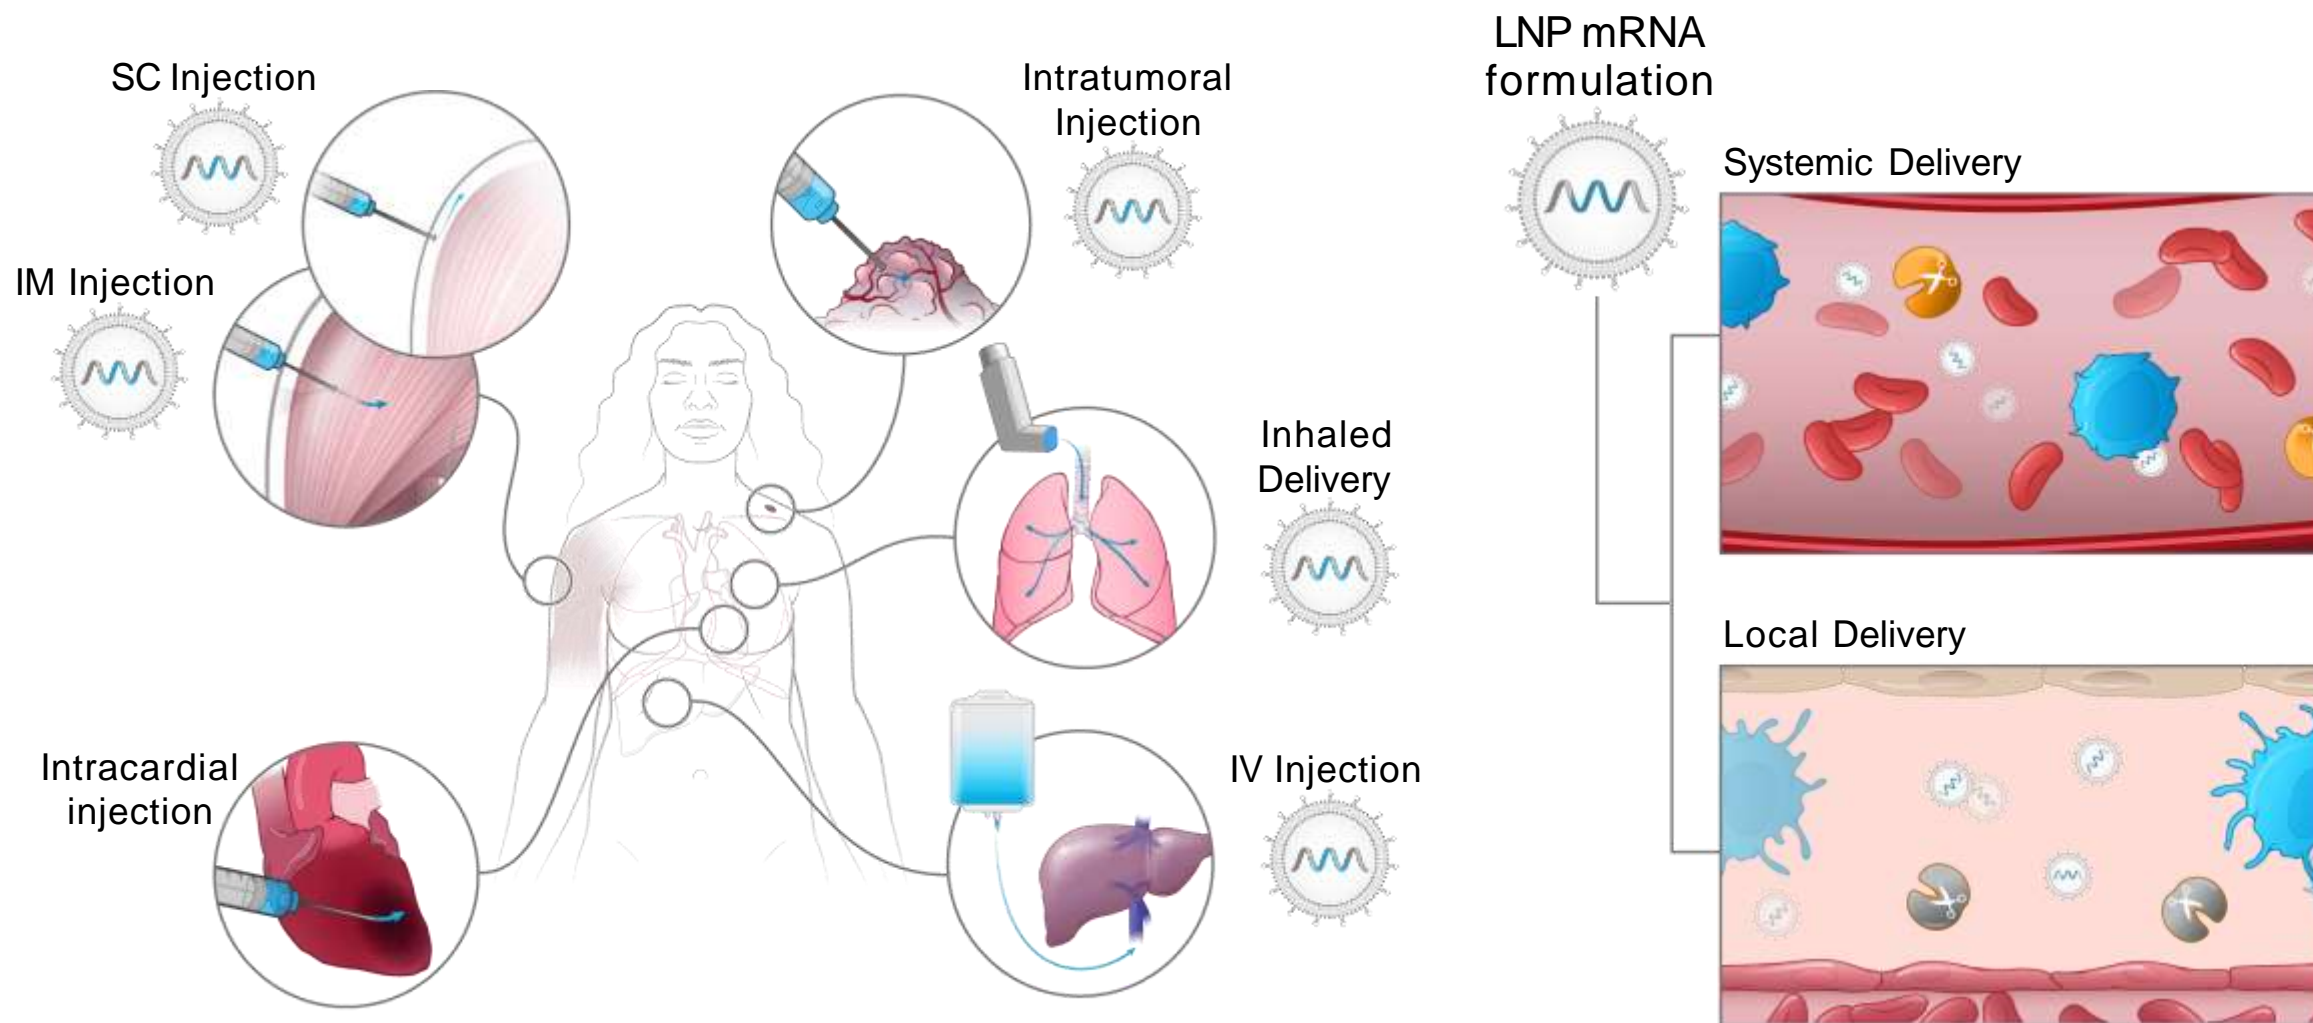 SC Injection
IM Injection
Intratumoral
Injection
Inhaled
Delivery
Intracardial
injection
IV Injection
LNP mRNA
formulation
Systemic Delivery
Local Delivery